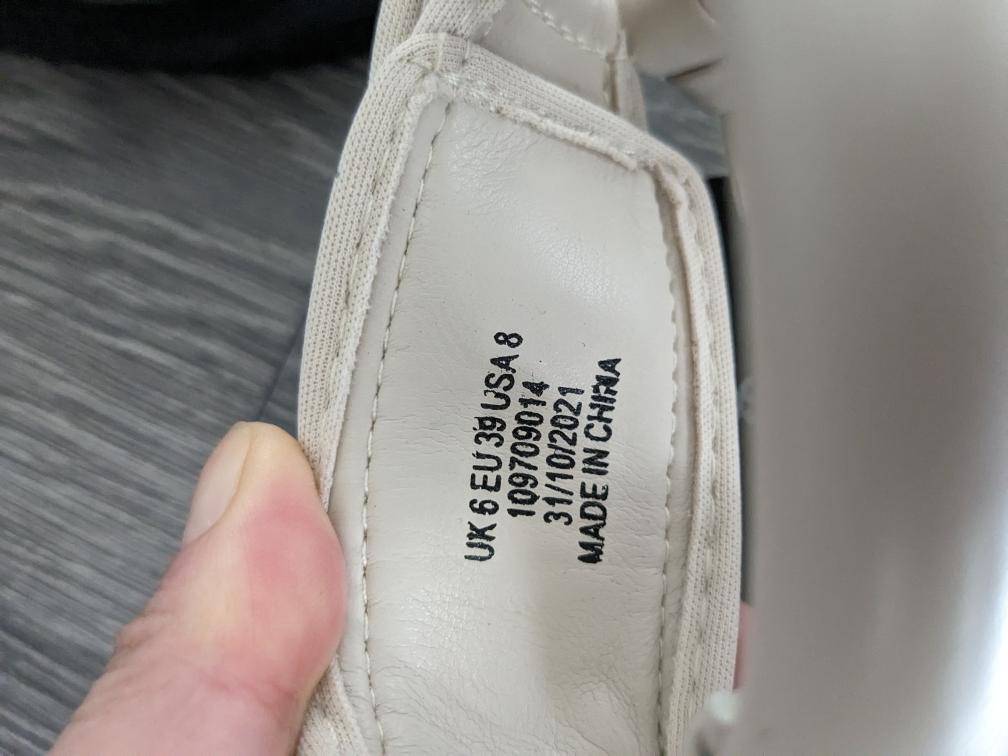 UK 6 EU 39 USA 8
109709014
31/10/2021
MADE IN CHINA